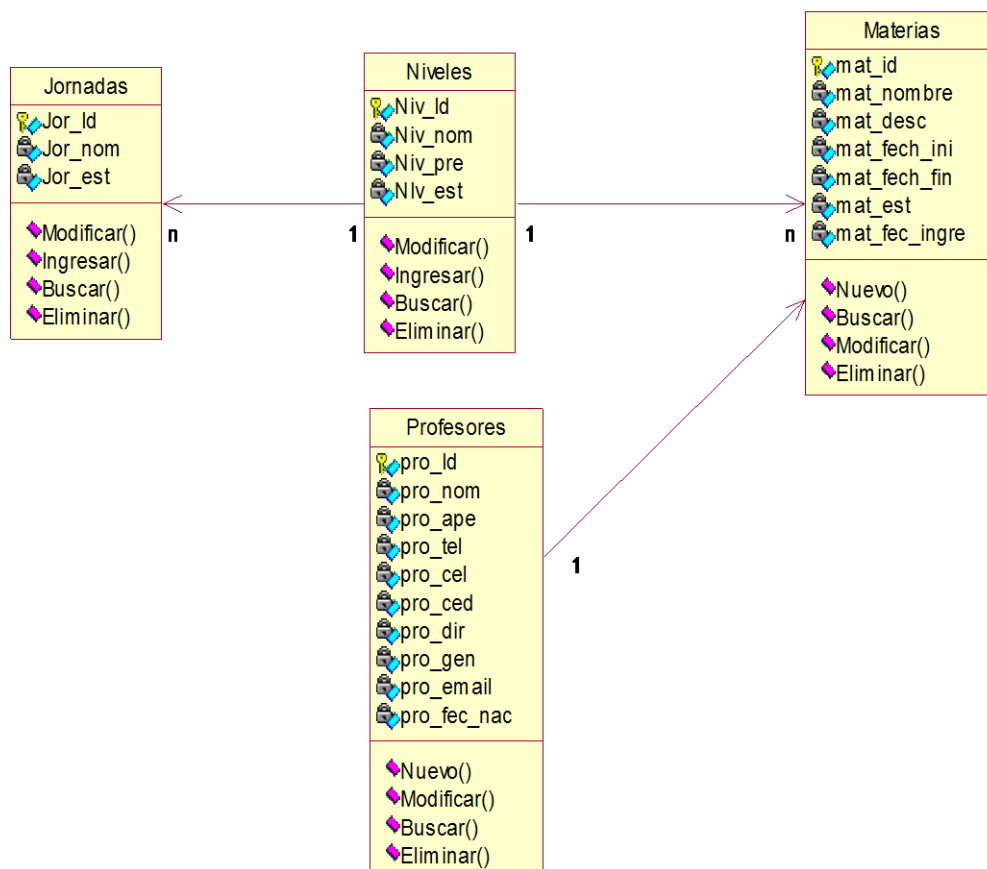 Jornadas
Jor_Id
Jor_nom
Jor_est
Modificar()
Ingresar()
Buscar()
Eliminar()
n
1
Niveles
Niv_Id
Niv_nom
Niv_pre
NIv_est
Modificar()
Ingresar()
Buscar()
Eliminar()
1
n
Materias
mat_id
mat_nombre
mat_desc
mat_fech_ini
mat_fech_fin
mat_est
mat_fec_ingre
Nuevo()
Buscar()
Modificar()
Eliminar()
Profesores
pro_Id
pro_nom
pro_ape
pro_tel
pro_cel
pro_ced
pro_dir
pro_gen
pro_email
pro_fec_nac
Nuevo()
Modificar()
Buscar()
Eliminar()
1